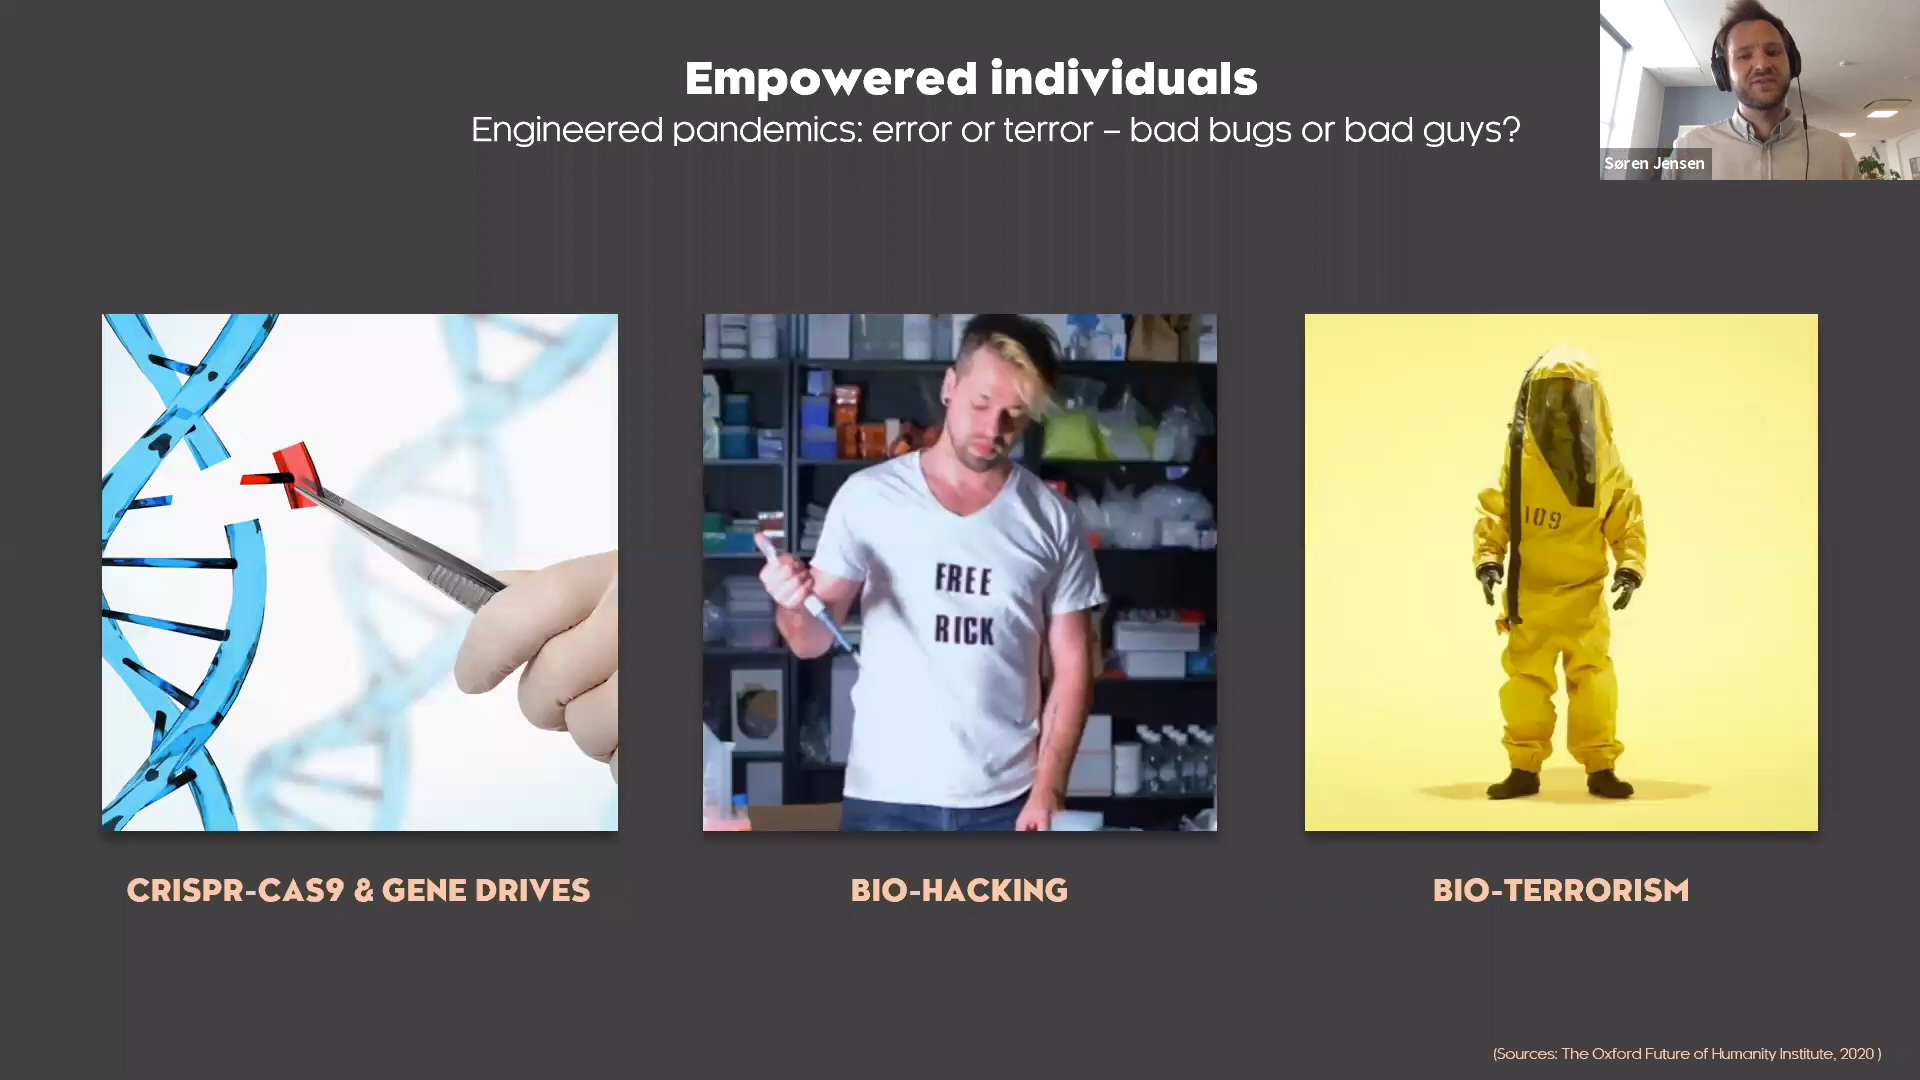 Empowered individuals
Engineered pandemics: error or terror – bad bugs or bad guys?
Søren Jensen
FREE
RICK
109
CRISPR-CAS9 & GENE DRIVES
BIO-HACKING
BIO-TERRORISM
(Sources: The Oxford Future of Humanity Institute, 2020 )